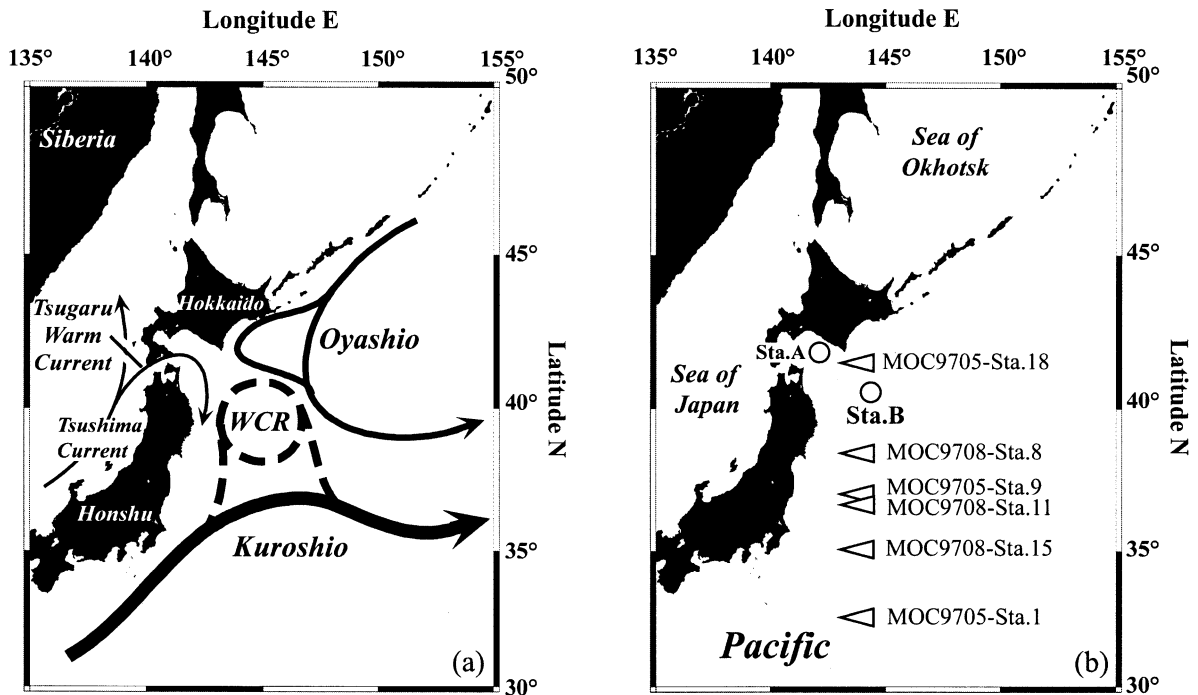 Longitude E
135° 140° 145° 150° 155°
50°
Siberia
45°
Hokkaido
Tsugaru
Warm
Current
Oyashio
40°
WCR
Tsushima
Current
Honshu
Kuroshio
35°
Latitude N
(a)
30°
Longitude E
135° 140° 145° 150° 155°
50°
Sea of
Okhotsk
45°
Sta.A
MOC9705-Sta.18
Sea of
Japan
Sta.B
40°
MOC9708-Sta.8
MOC9705-Sta.9
MOC9708-Sta.11
MOC9708-Sta.15
35°
MOC9705-Sta.1
Pacific
Latitude N
(b)
30°